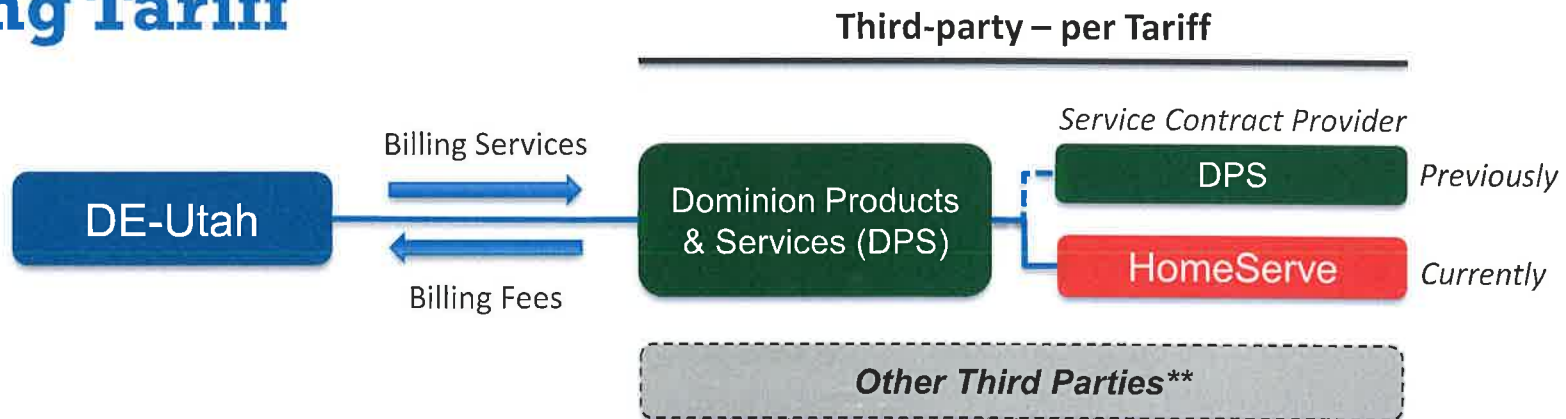 ng Tariff
Third-party – per Tariff
Service Contract Provider
Billing Services
DPS
Previously
DE-Utah
Dominion Products
& Services (DPS)
HomeServe
Currently
Billing Fees
Other Third Parties**